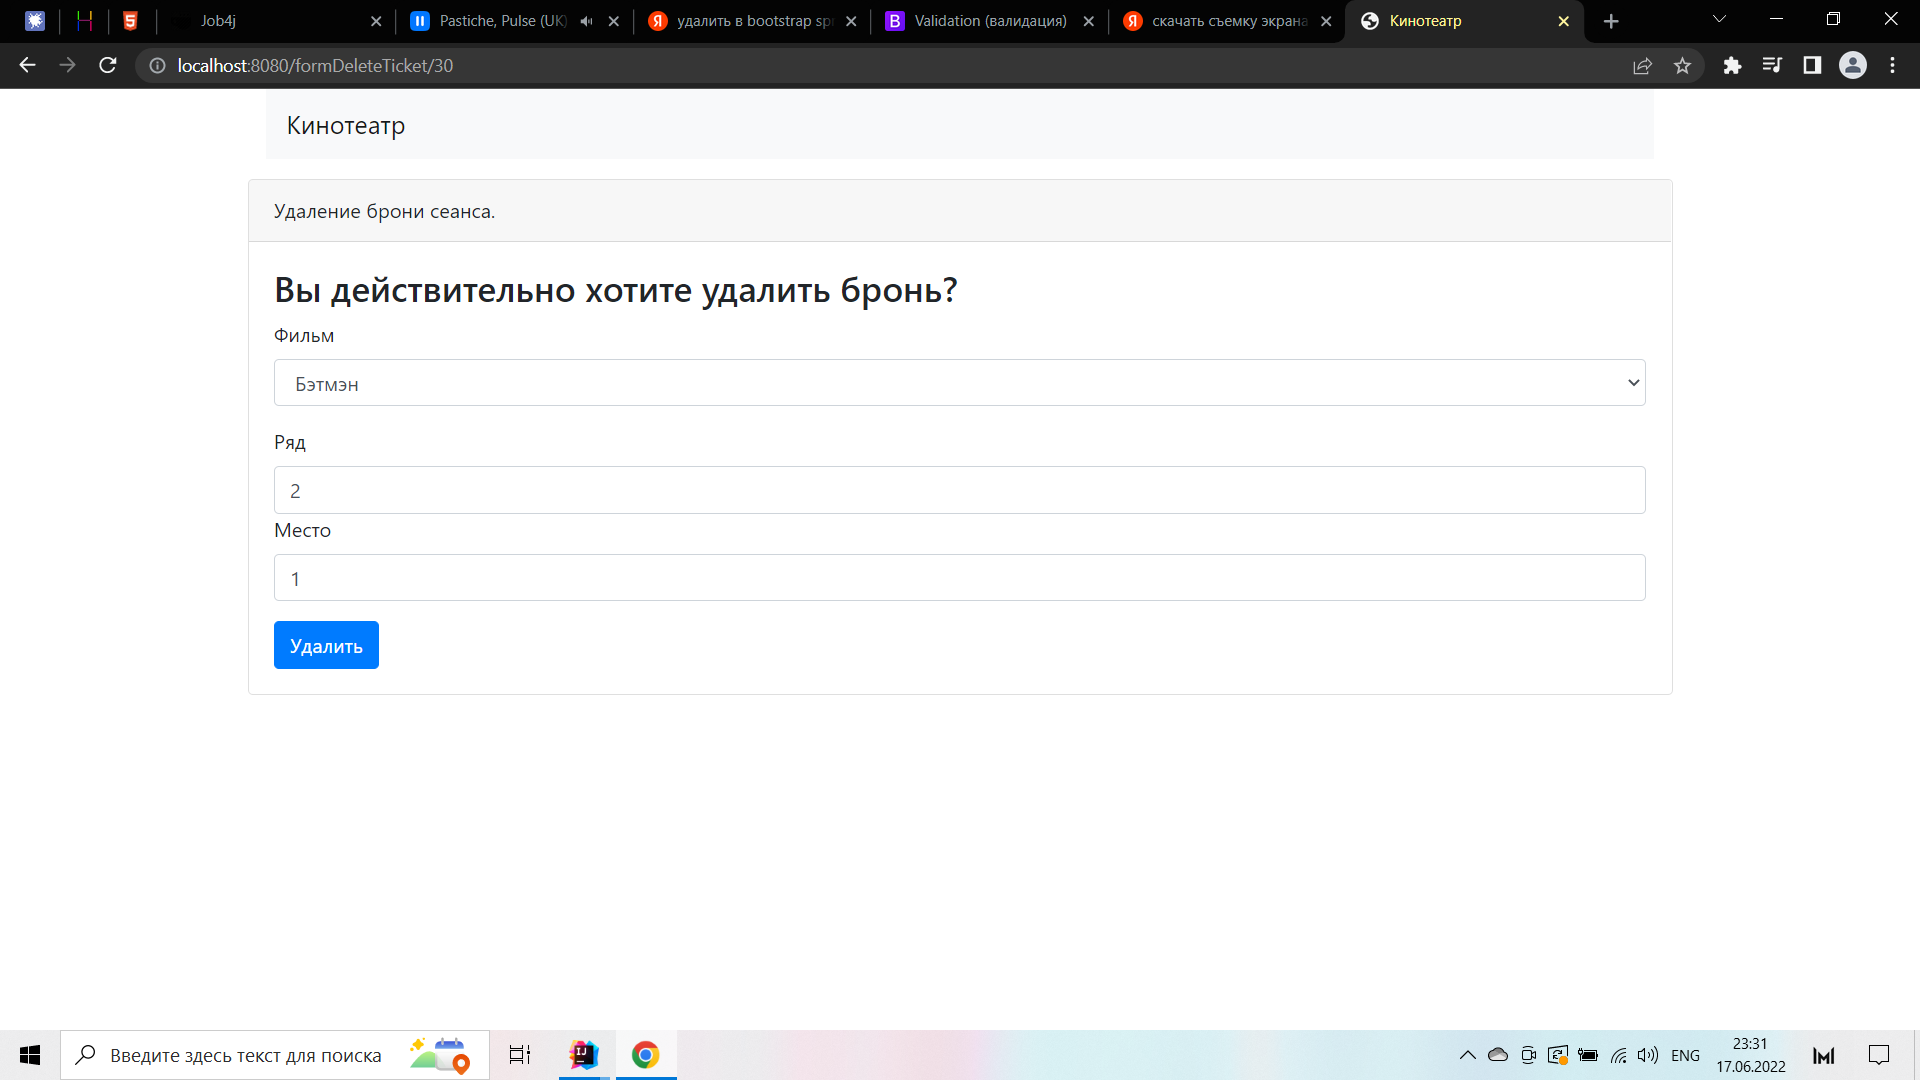 Job4j
Pastiche, Pulse (UK)
удалить в bootstrap spr
Validation (валидация)
скачать съемку экрана
Кинотеатр
localhost:8080/formDeleteTicket/30
Кинотеатр
Удаление брони сеанса.
Вы действительно хотите удалить бронь?
Фильм
Бэтмэн
Ряд
2
Место
1
Удалить
Введите здесь текст для поиска
ENG
23:31
17.06.2022